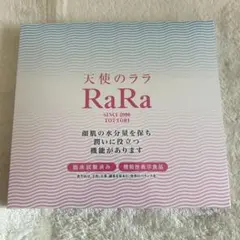 天使のララ
RaRa
SINCE 2006
TOTTORI
顔肌の水分量を保ち
潤いに役立つ
機能があります
臨床試験済み 機能性表示食品